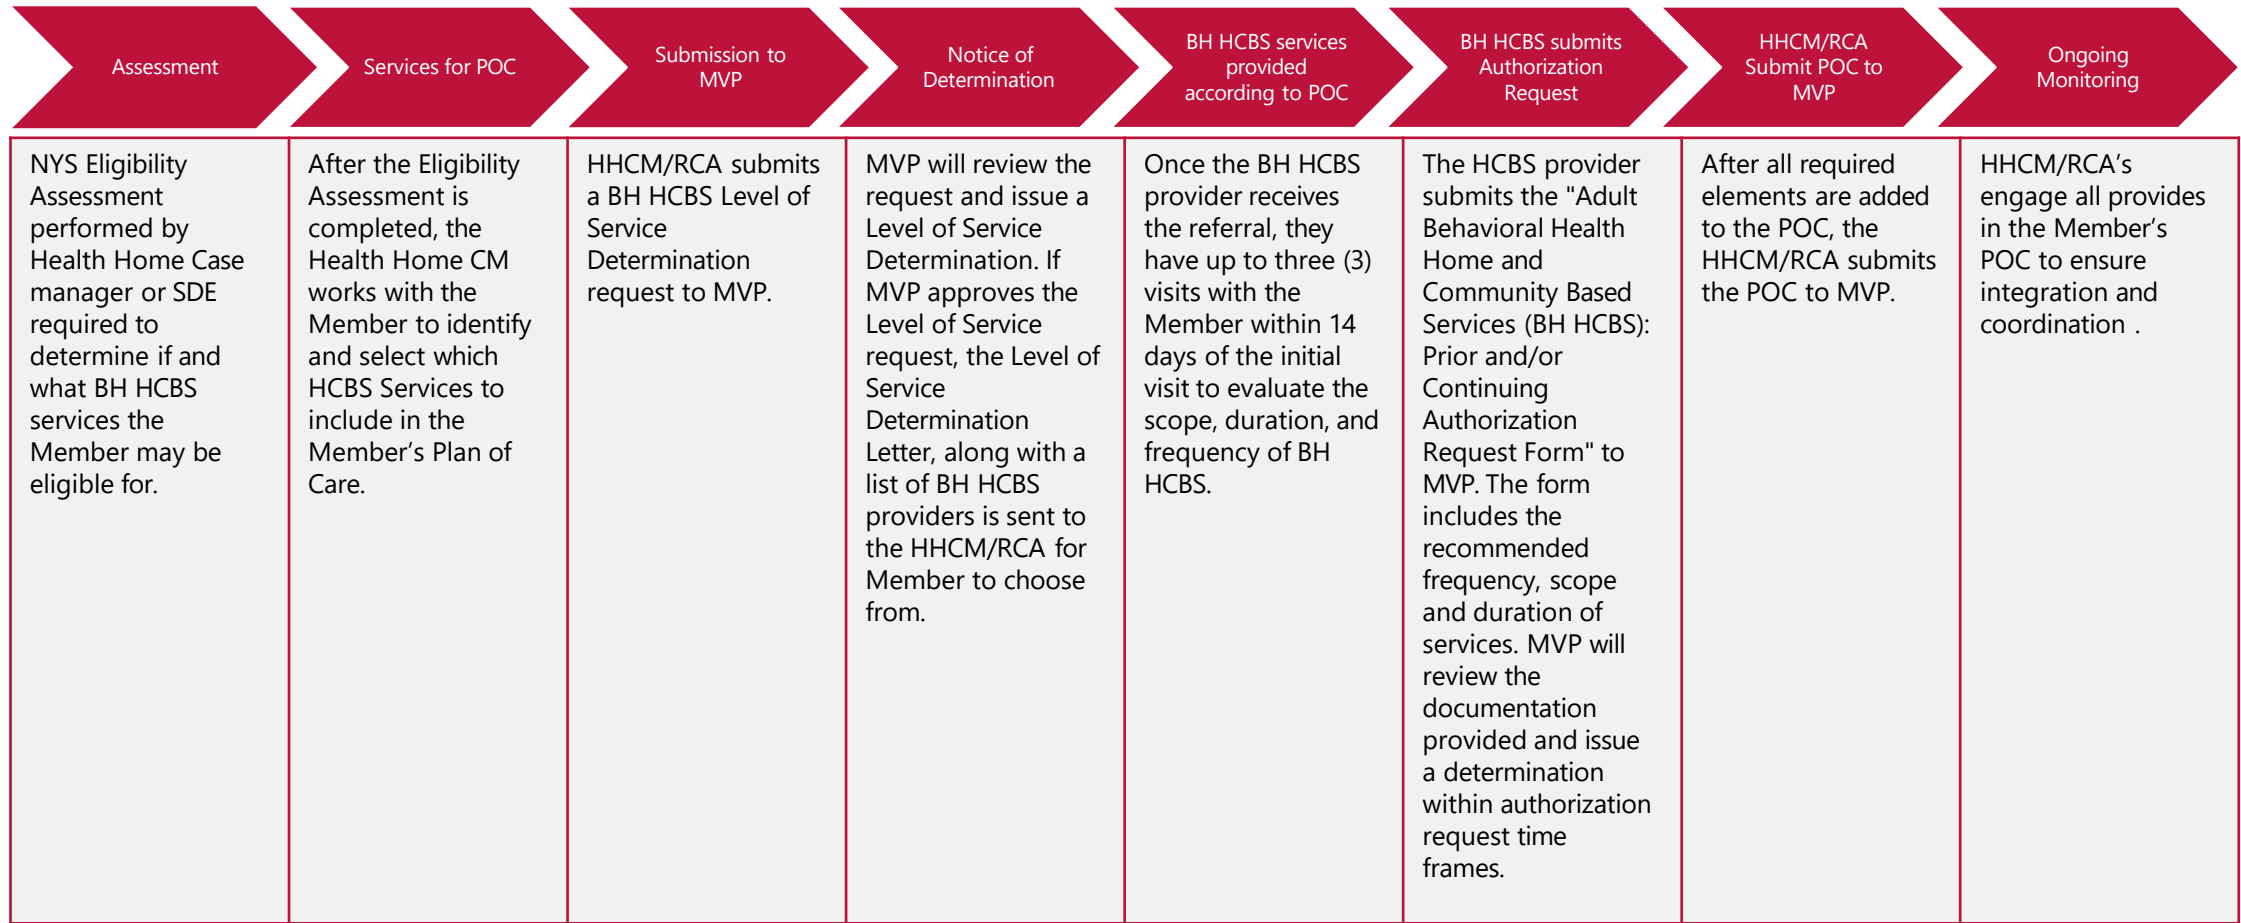 Assessment
Services for POC
Submission to
MVP
Notice of
Determination
BH HCBS services
provided
according to POC
BH HCBS submits
Authorization
Request
HHCM/RCA
Submit POC to
MVP
Ongoing
Monitoring
NYS Eligibility
Assessment
performed by
Health Home Case
manager or SDE
required to
determine if and
what BH HCBS
services the
Member may be
eligible for.
After the Eligibility
Assessment is
completed, the
Health Home CM
works with the
Member to identify
and select which
HCBS Services to
include in the
Member’s Plan of
Care.
HHCM/RCA submits
a BH HCBS Level of
Service
Determination
request to MVP.
MVP will review the
request and issue a
Level of Service
Determination. If
MVP approves the
Level of Service
request, the Level of
Service
Determination
Letter, along with a
list of BH HCBS
providers is sent to
the HHCM/RCA for
Member to choose
from.
Once the BH HCBS
provider receives
the referral, they
have up to three (3)
visits with the
Member within 14
days of the initial
visit to evaluate the
scope, duration, and
frequency of BH
HCBS.
The HCBS provider
submits the "Adult
Behavioral Health
Home and
Community Based
Services (BH HCBS):
Prior and/or
Continuing
Authorization
Request Form" to
MVP. The form
includes the
recommended
frequency, scope
and duration of
services. MVP will
review the
documentation
provided and issue
a determination
within authorization
request time
frames.
After all required
elements are added
to the POC, the
HHCM/RCA submits
the POC to MVP.
HHCM/RCA’s
engage all provides
in the Member’s
POC to ensure
integration and
coordination .